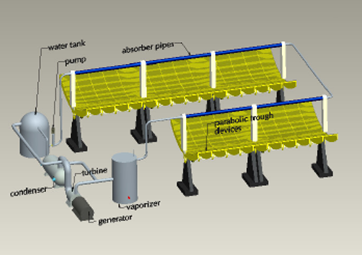 water tank
absorber pipes
pump
parabolic trough
devices
turbine
condenser
vaporizer
generator